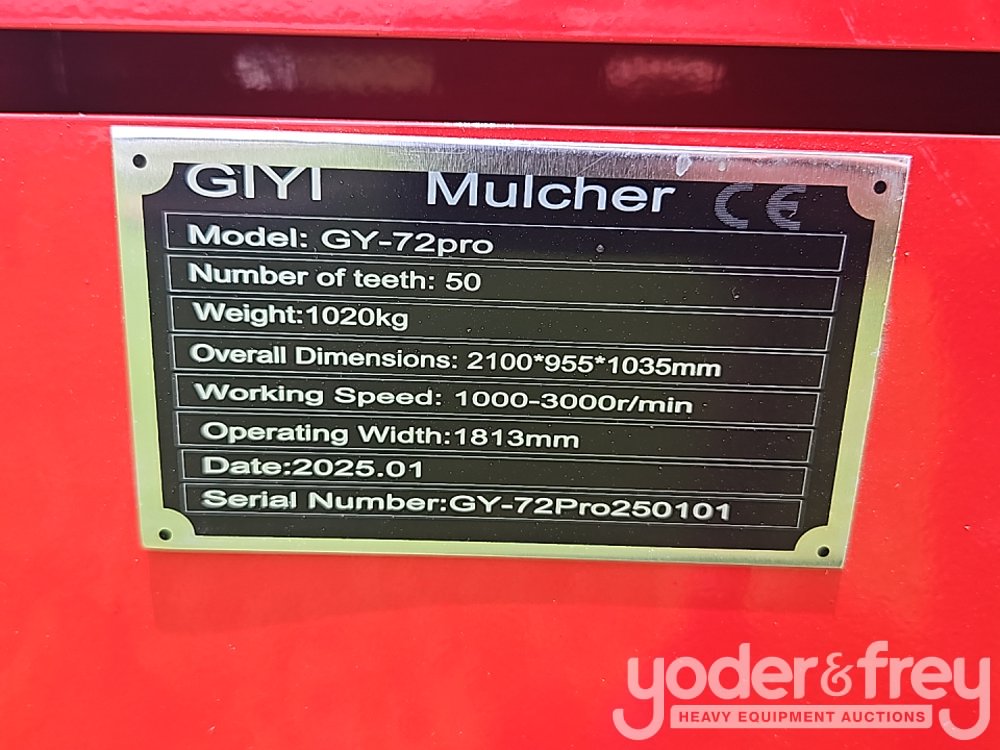 GIYI Mulcher CE
Model: GY-72pro
Number of teeth: 50
Weight:1020kg
Overall Dimensions: 2100*955*1035mm
Working Speed: 1000-3000r/min
Operating Width:1813mm
Date:2025.01
Serial Number:GY-72Pro250101
yoder&frey
HEAVY EQUIPMENT AUCTIONS